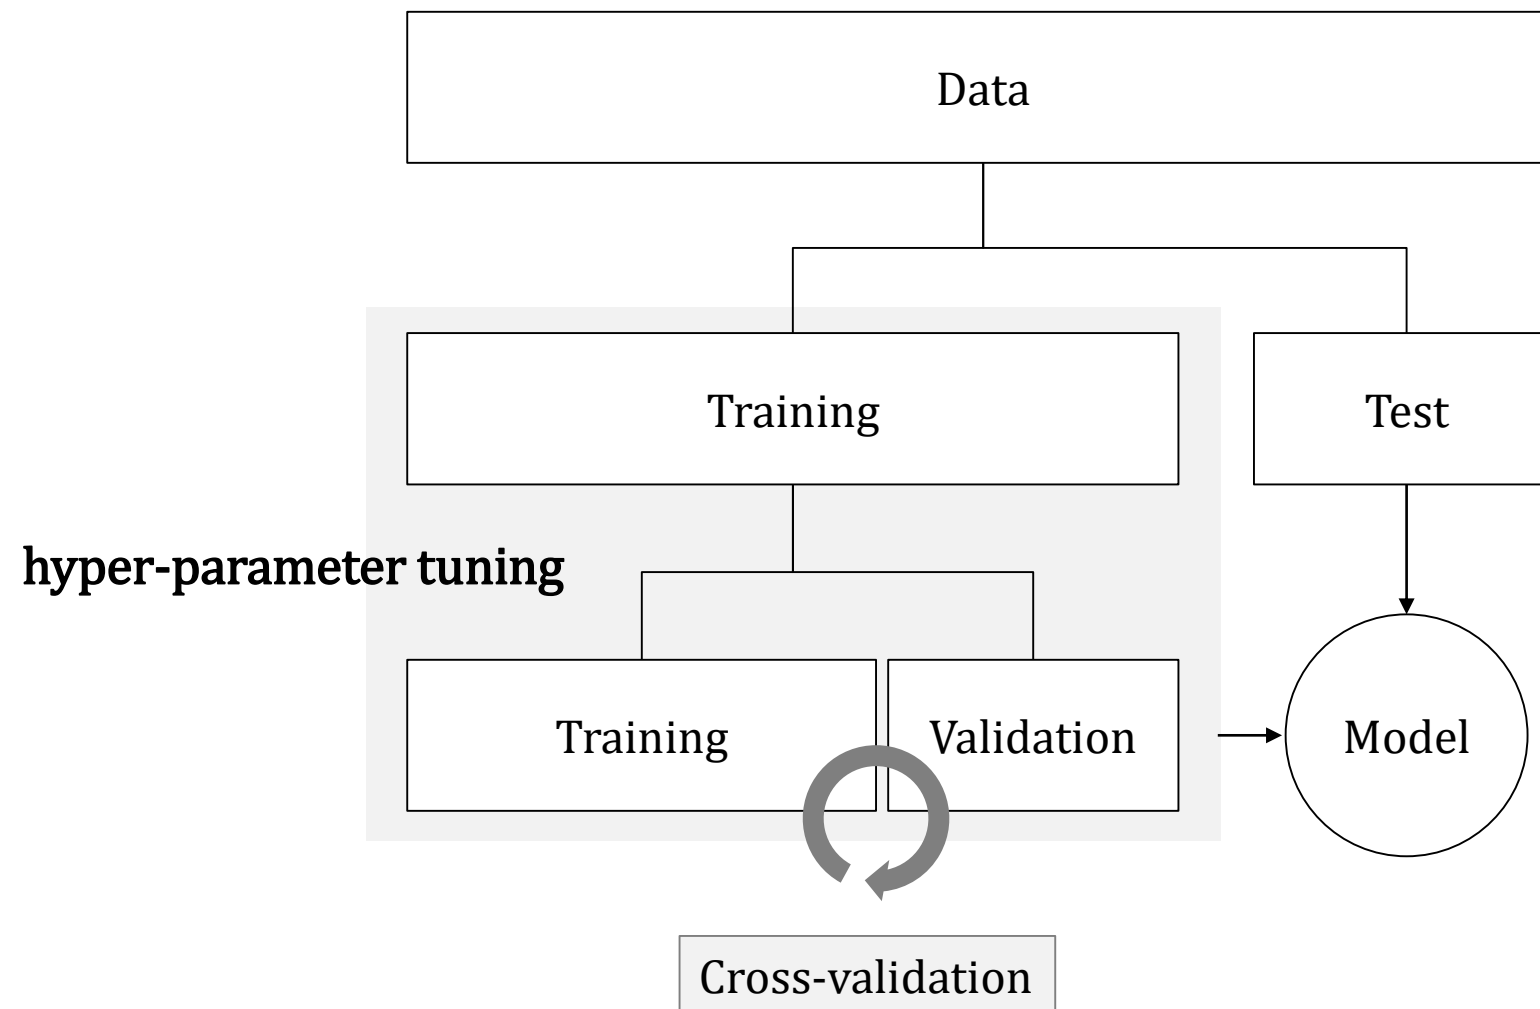 Data
Training
Test
hyper-parameter tuning
Training
Validation
Model
Cross-validation